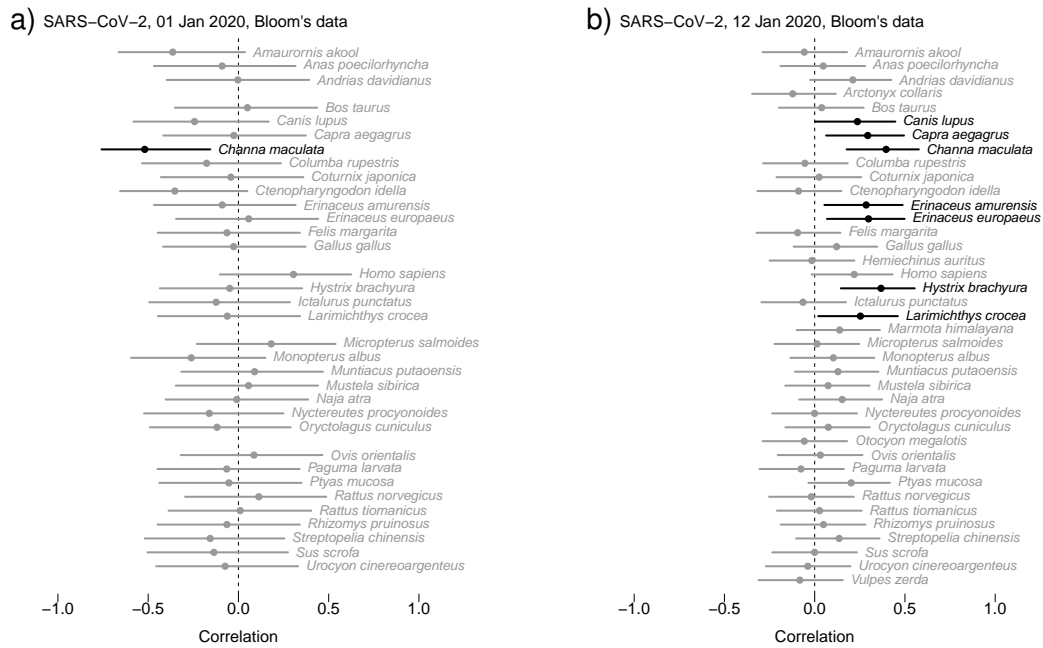 a) SARS−CoV−2, 01 Jan 2020, Bloom's data
Amaurornis akool
Anas poecilorhyncha
Andrias davidianus
Bos taurus
Canis lupus
Capra aegagrus
Channa maculata
Columba rupestris
Coturnix japonica
Ctenopharyngodon idella
Erinaceus amurensis
Erinaceus europaeus
Felis margarita
Gallus gallus
Homo sapiens
Hystrix brachyura
Ictalurus punctatus
Larimichthys crocea
Micropterus salmoides
Monopterus albus
Muntiacus putaoensis
Mustela sibirica
Naja atra
Nyctereutes procyonoides
Oryctolagus cuniculus
Ovis orientalis
Paguma larvata
Ptyas mucosa
Rattus norvegicus
Rattus tiomanicus
Rhizomys pruinosus
Streptopelia chinensis
Sus scrofa
Urocyon cinereoargenteus
−1.0 −0.5 0.0 0.5 1.0
Correlation
b) SARS−CoV−2, 12 Jan 2020, Bloom's data
Amaurornis akool
Anas poecilorhyncha
Andrias davidianus
Arctonyx collaris
Bos taurus
Canis lupus
Capra aegagrus
Channa maculata
Columba rupestris
Coturnix japonica
Ctenopharyngodon idella
Erinaceus amurensis
Erinaceus europaeus
Felis margarita
Gallus gallus
Hemiechinus auritus
Homo sapiens
Hystrix brachyura
Ictalurus punctatus
Larimichthys crocea
Marmota himalayana
Micropterus salmoides
Monopterus albus
Muntiacus putaoensis
Mustela sibirica
Naja atra
Nyctereutes procyonoides
Oryctolagus cuniculus
Otocyon megalotis
Ovis orientalis
Paguma larvata
Ptyas mucosa
Rattus norvegicus
Rattus tiomanicus
Rhizomys pruinosus
Streptopelia chinensis
Sus scrofa
Urocyon cinereoargenteus
Vulpes zerda
−1.0 −0.5 0.0 0.5 1.0
Correlation